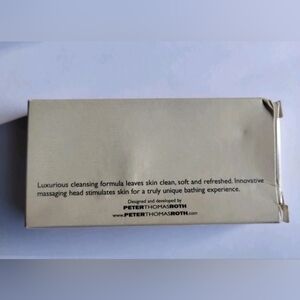 Luxurious cleansing formula leaves skin clean, soft and refreshed. Innovative
massaging head stimulates skin for a truly unique bathing experience.
Designed and developed by
PETERTHOMASROTH
www.PETERTHOMASROTH.com